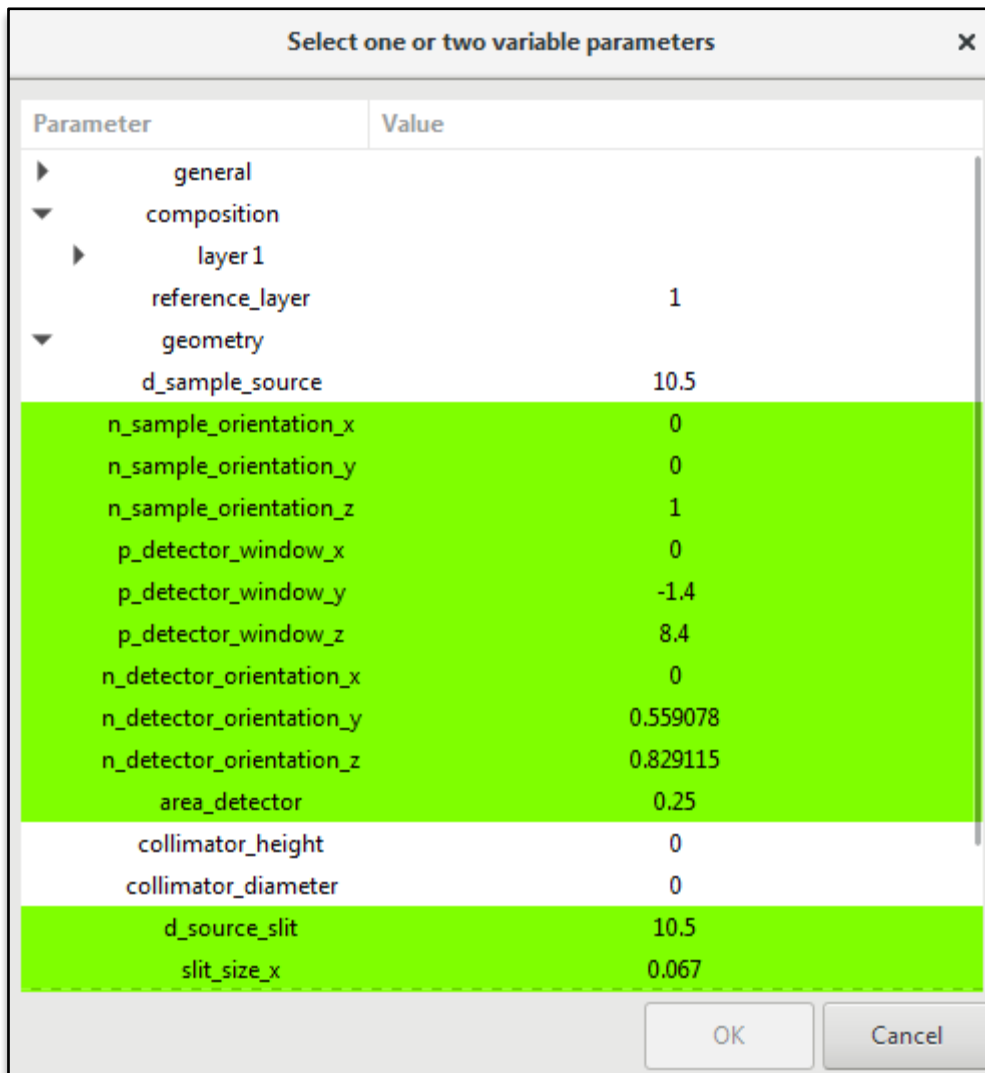 Select one or two variable parameters
Parameter Value
general
composition
layer 1
reference_layer 1
geometry
d_sample_source 10.5
n_sample_orientation_x 0
n_sample_orientation_y 0
n_sample_orientation_z 1
p_detector_window_x 0
p_detector_window_y -1.4
p_detector_window_z 8.4
n_detector_orientation_x 0
n_detector_orientation_y 0.559078
n_detector_orientation_z 0.829115
area_detector 0.25
collimator_height 0
collimator_diameter 0
d_source_slit 10.5
slit_size_x 0.067
OK Cancel